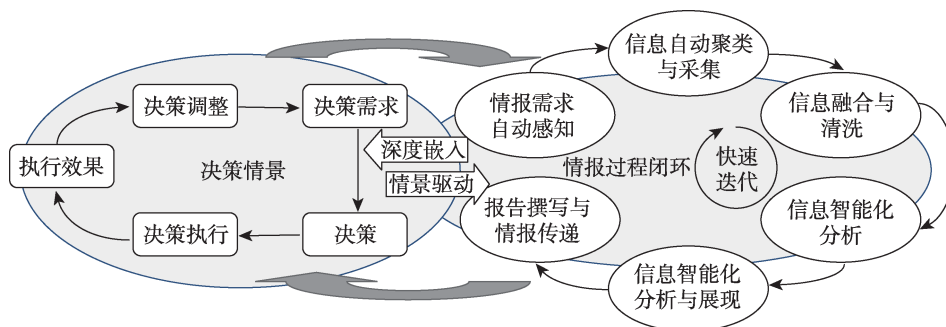 决策调整
决策需求
执行效果
决策情景
决策执行
决策
深度嵌入
情景驱动
情报需求
自动感知
信息自动聚类
与采集
信息融合与
清洗
情报过程闭环
快速
迭代
信息智能化
分析
信息智能化
分析与展现
报告撰写与
情报传递